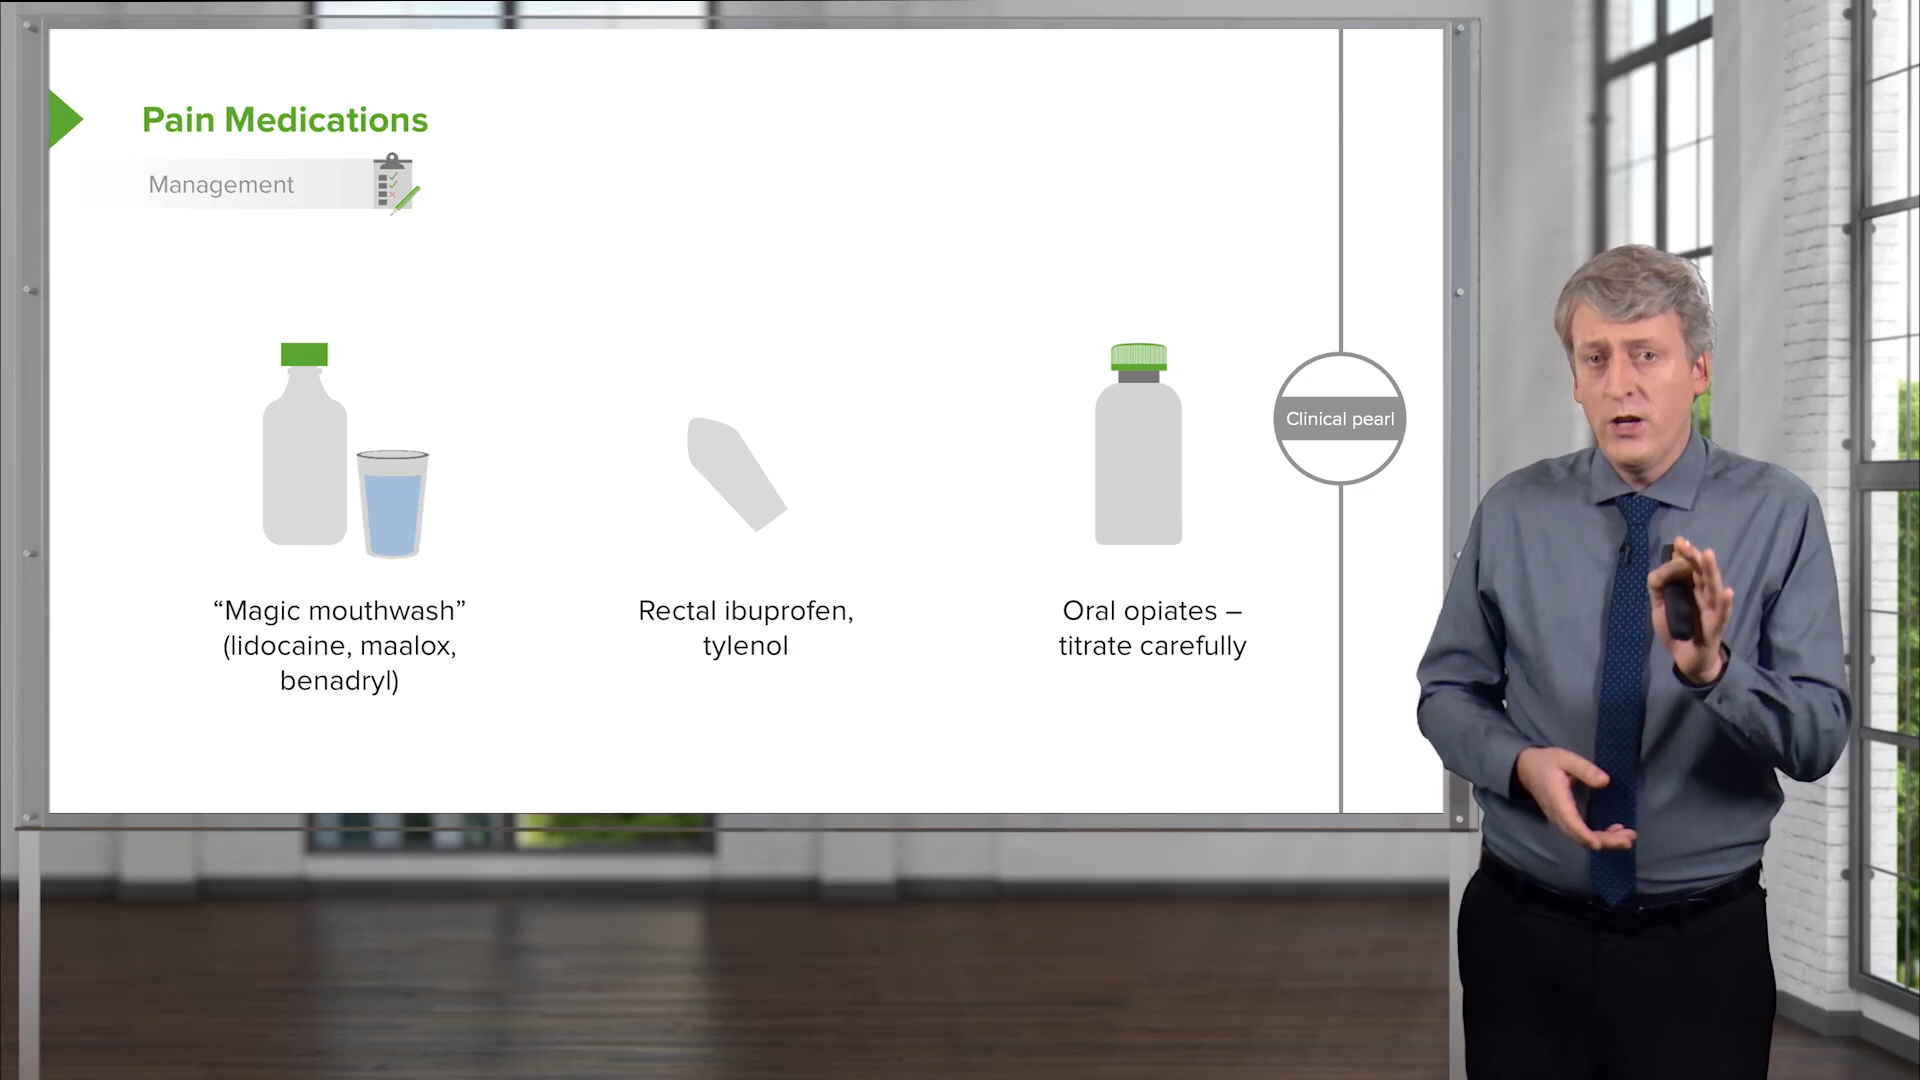 Pain Medications
Management
Clinical pearl
“Magic mouthwash”
(lidocaine, maalox,
benadryl)
Rectal ibuprofen,
tylenol
Oral opiates –
titrate carefully